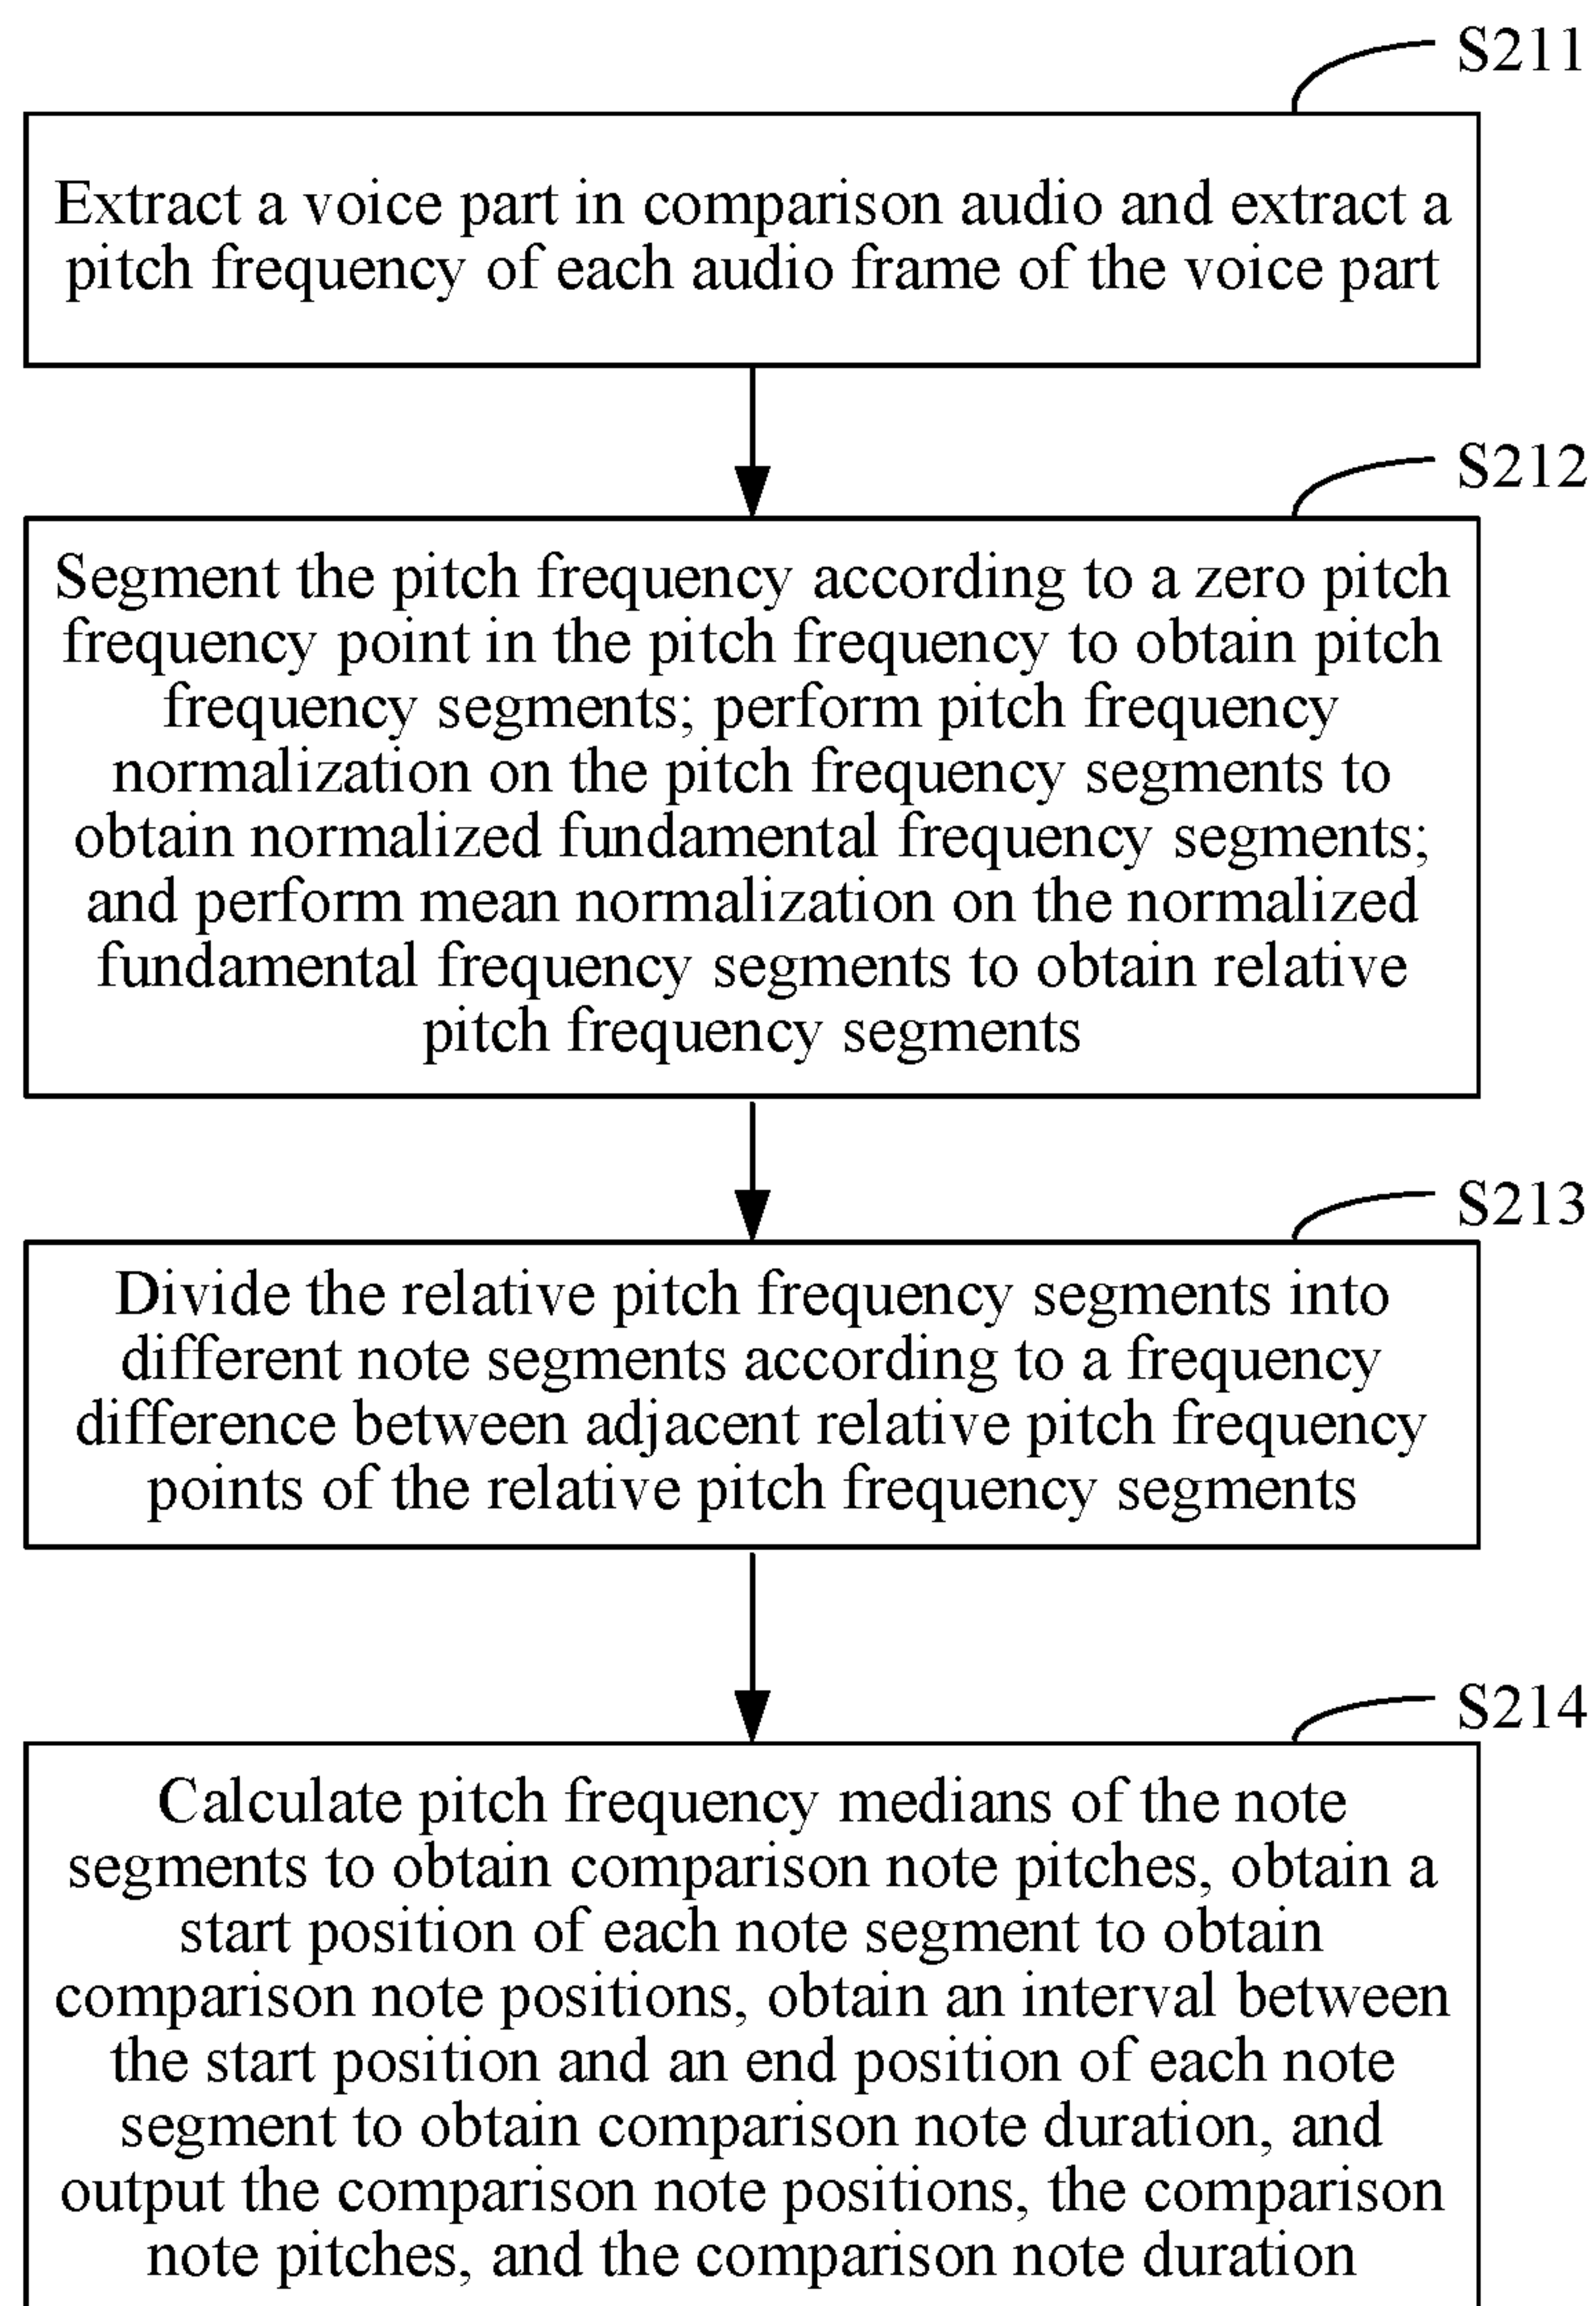 S211
Extract a voice part in comparison audio and extract a
pitch frequency of each audio frame of the voice part
S212
Segment the pitch frequency according to a zero pitch
frequency point in the pitch frequency to obtain pitch
frequency segments; perform pitch frequency
normalization on the pitch frequency segments to
obtain normalized fundamental frequency segments;
and perform mean normalization on the normalized
fundamental frequency segments to obtain relative
pitch frequency segments
S213
Divide the relative pitch frequency segments into
different note segments according to a frequency
difference between adjacent relative pitch frequency
points of the relative pitch frequency segments
S214
Calculate pitch frequency medians of the note
segments to obtain comparison note pitches, obtain a
start position of each note segment to obtain
comparison note positions, obtain an interval between
the start position and an end position of each note
segment to obtain comparison note duration, and
output the comparison note positions, the comparison
note pitches, and the comparison note duration